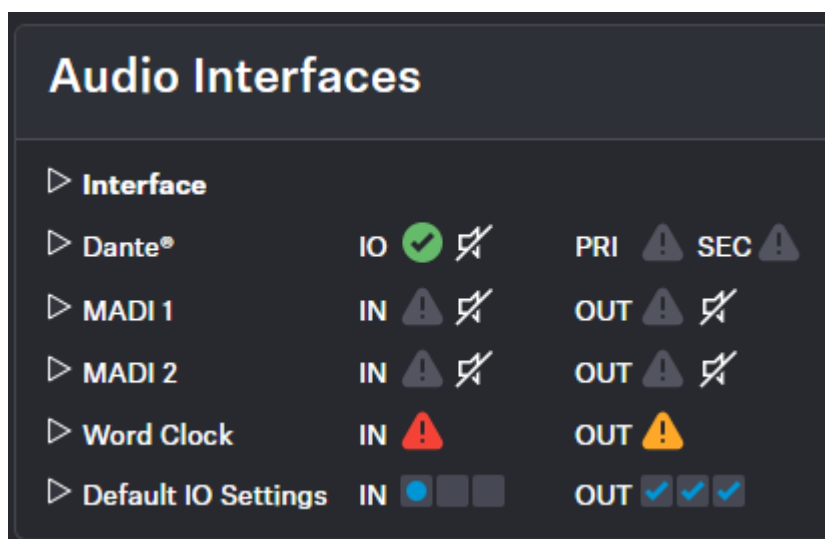 Audio Interfaces
Interface
Dante® IO PRI SEC
MADI 1 IN OUT
MADI 2 IN OUT
Word Clock IN OUT
Default IO Settings IN OUT